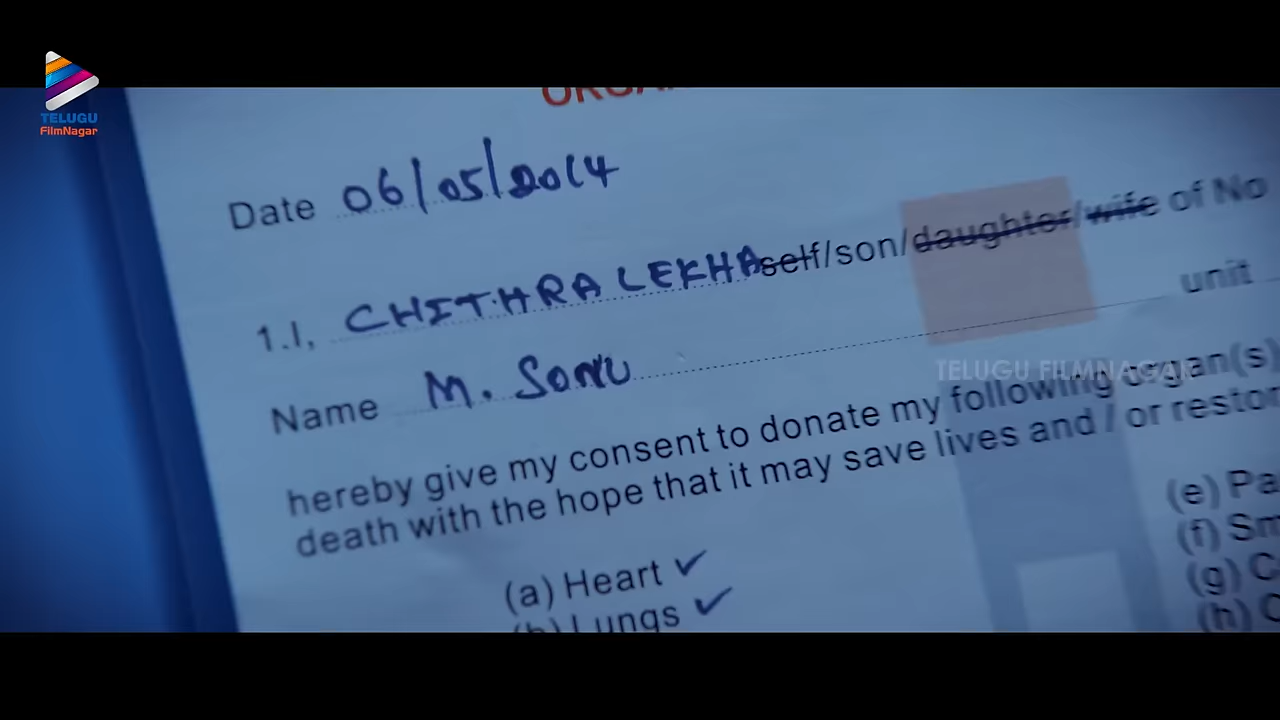 TELUGU
FilmNagar
Date 06/05/2014
1.I, CHITHRA LEKHA self/son/daughter/wife of No
unit
Name M. SONU
TELUGU FILMNAGAR
hereby give my consent to donate my following organ(s)
death with the hope that it may save lives and / or restor
(a) Heart ✓
(b) Lungs ✓
(e) Pa
(f) Sm
(g) C
(h)